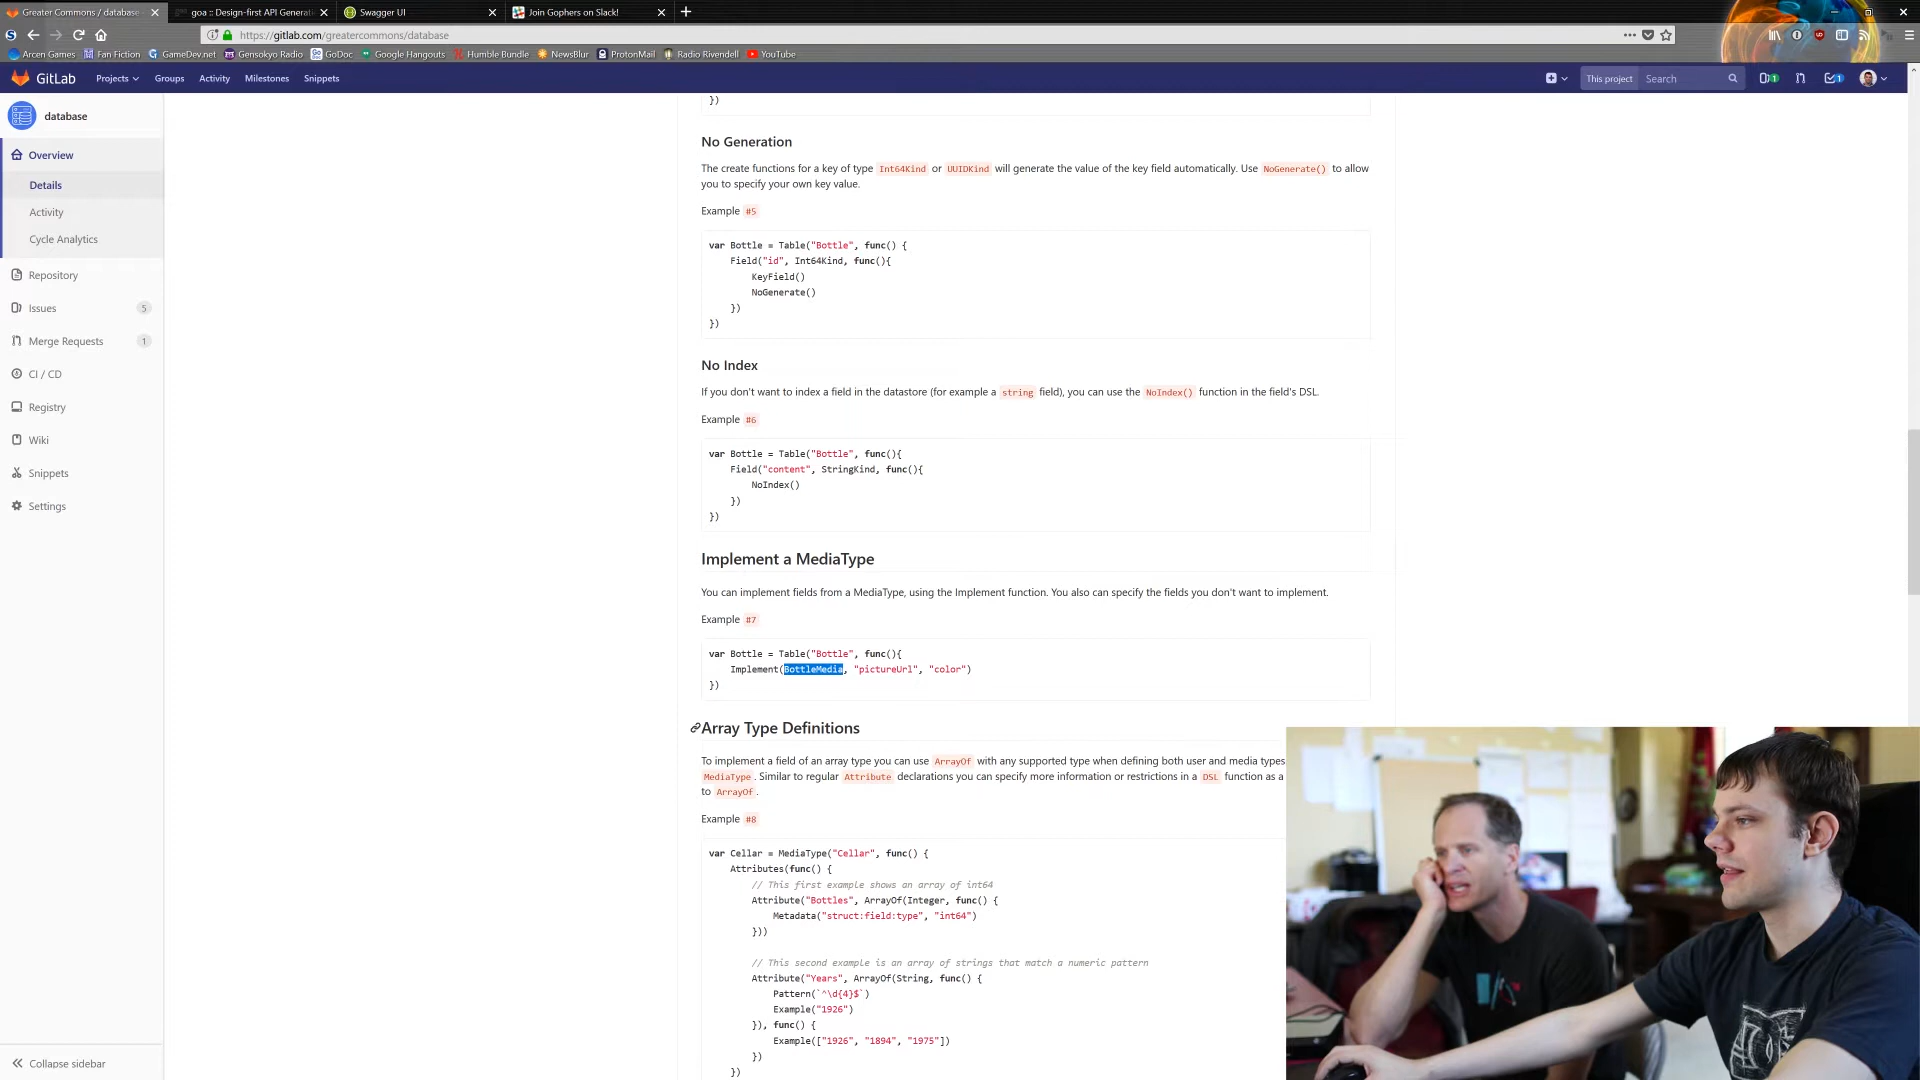 Greater Commons / database
goa :: Design-first API Generati
Swagger UI
Join Gophers on Slack!
https://gitlab.com/greatercommons/database
Arcen Games
Fan Fiction
GameDev.net
Gensokyo Radio
GoDoc
Google Hangouts
Humble Bundle
NewsBlur
ProtonMail
Radio Rivendell
YouTube
GitLab
Projects
Groups
Activity
Milestones
Snippets
This project
Search
1
1
database
Overview
Details
Activity
Cycle Analytics
Repository
Issues
5
Merge Requests
1
CI / CD
Registry
Wiki
Snippets
Settings
Collapse sidebar
})
No Generation
The create functions for a key of type Int64Kind or UUIDKind will generate the value of the key field automatically. Use NoGenerate() to allow
you to specify your own key value.
Example #5
var Bottle = Table("Bottle", func() {
Field("id", Int64Kind, func(){
KeyField()
NoGenerate()
})
})
No Index
If you don't want to index a field in the datastore (for example a string field), you can use the NoIndex() function in the field's DSL.
Example #6
var Bottle = Table("Bottle", func(){
Field("content", StringKind, func(){
NoIndex()
})
})
Implement a MediaType
You can implement fields from a MediaType, using the Implement function. You also can specify the fields you don't want to implement.
Example #7
var Bottle = Table("Bottle", func(){
Implement(BottleMedia, "pictureUrl", "color")
})
Array Type Definitions
To implement a field of an array type you can use ArrayOf with any supported type when defining both user and media types
MediaType. Similar to regular Attribute declarations you can specify more information or restrictions in a DSL function as a
to ArrayOf.
Example #8
var Cellar = MediaType("Cellar", func() {
Attributes(func() {
// This first example shows an array of int64
Attribute("Bottles", ArrayOf(Integer, func() {
Metadata("struct:field:type", "int64")
}))
// This second example is an array of strings that match a numeric pattern
Attribute("Years", ArrayOf(String, func() {
Pattern(`^\d{4}$`)
Example("1926")
}), func() {
Example(["1926", "1894", "1975"])
})
})